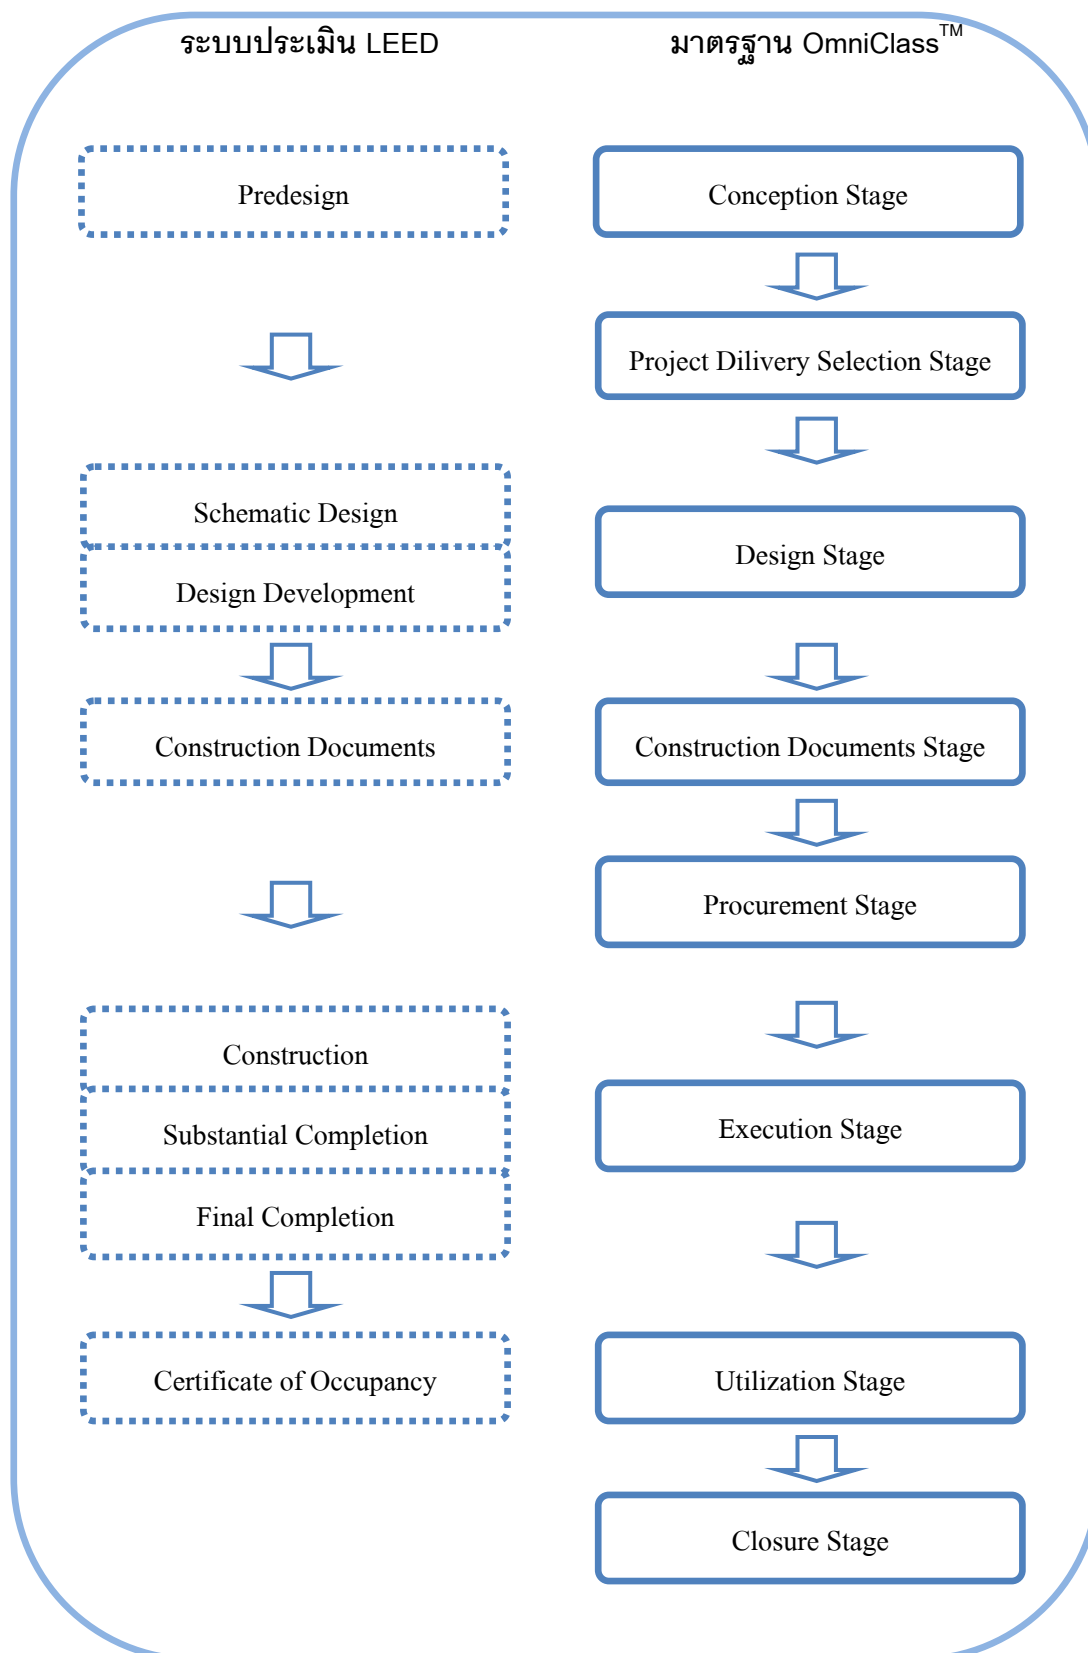 ระบบประเมิน LEED
มาตรฐาน OmniClass™
Predesign
Conception Stage
Project Dilivery Selection Stage
Schematic Design
Design Stage
Design Development
Construction Documents
Construction Documents Stage
Procurement Stage
Construction
Substantial Completion
Execution Stage
Final Completion
Certificate of Occupancy
Utilization Stage
Closure Stage